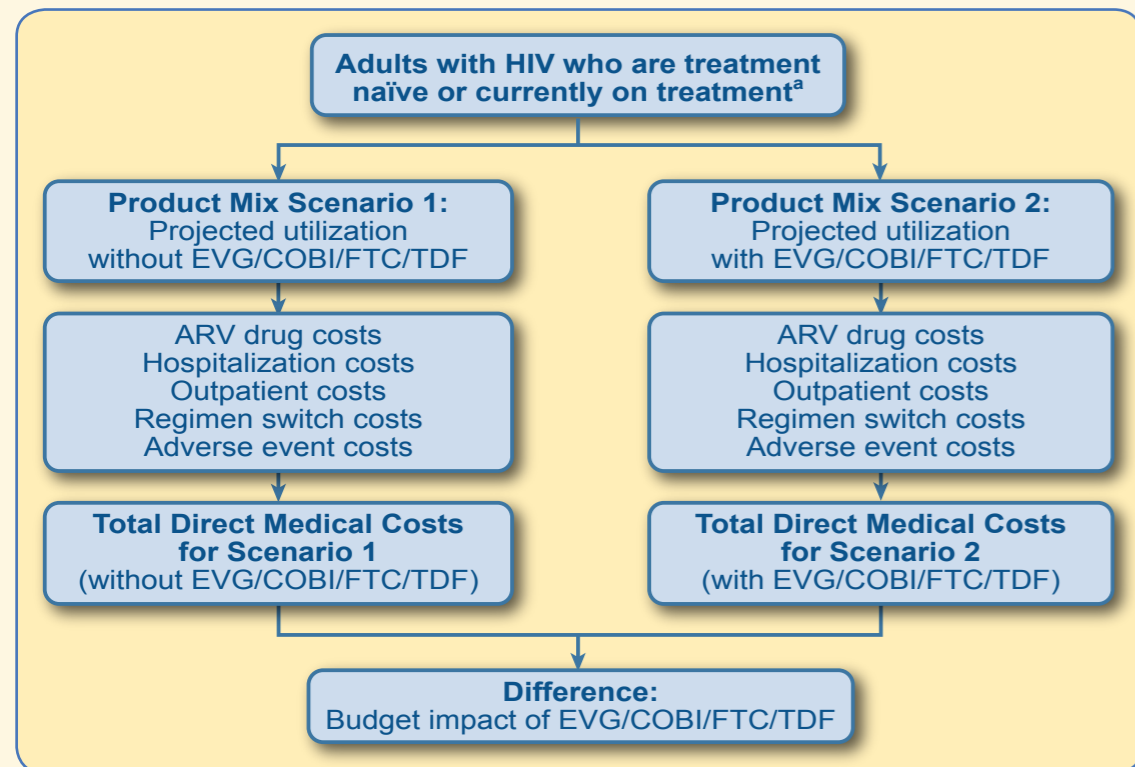 Adults with HIV who are treatment
naïve or currently on treatmentᵃ
Product Mix Scenario 1:
Projected utilization
without EVG/COBI/FTC/TDF
Product Mix Scenario 2:
Projected utilization
with EVG/COBI/FTC/TDF
ARV drug costs
Hospitalization costs
Outpatient costs
Regimen switch costs
Adverse event costs
ARV drug costs
Hospitalization costs
Outpatient costs
Regimen switch costs
Adverse event costs
Total Direct Medical Costs
for Scenario 1
(without EVG/COBI/FTC/TDF)
Total Direct Medical Costs
for Scenario 2
(with EVG/COBI/FTC/TDF)
Difference:
Budget impact of EVG/COBI/FTC/TDF